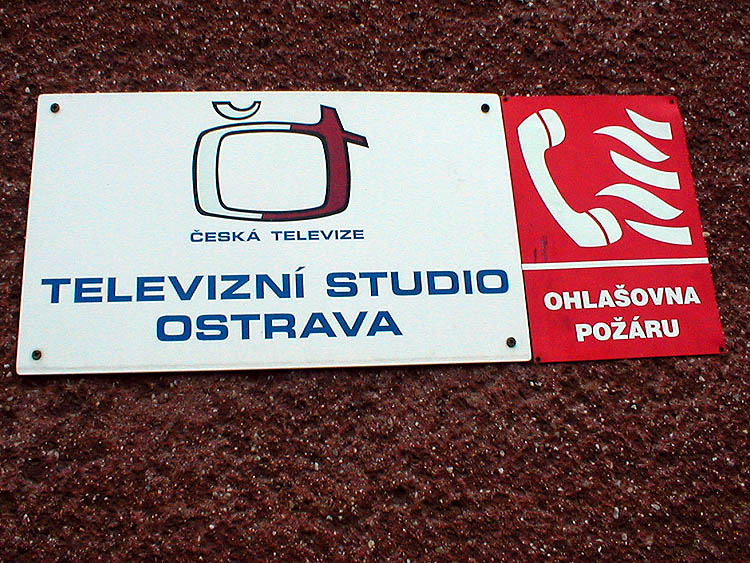 ČESKÁ TELEVIZE
TELEVIZNÍ STUDIO
OSTRAVA
OHLAŠOVNA
POŽÁRU